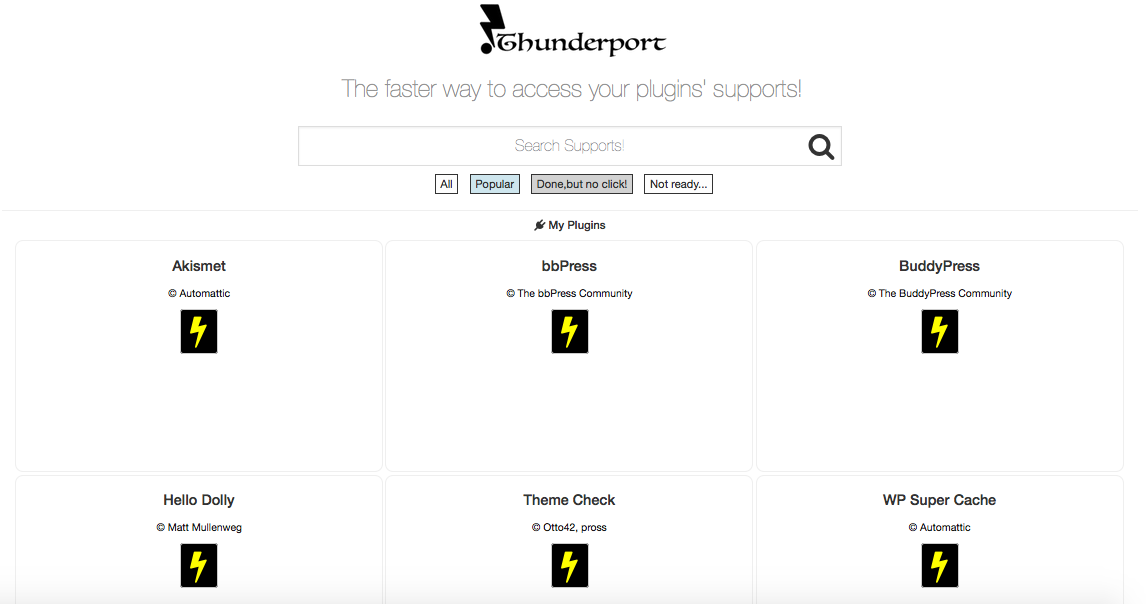 Thunderport
The faster way to access your plugins' supports!
Search Supports!
All Popular Done,but no click! Not ready...
My Plugins
Akismet bbPress BuddyPress
© Automattic © The bbPress Community © The BuddyPress Community
Hello Dolly Theme Check WP Super Cache
© Matt Mullenweg © Otto42, pross © Automattic